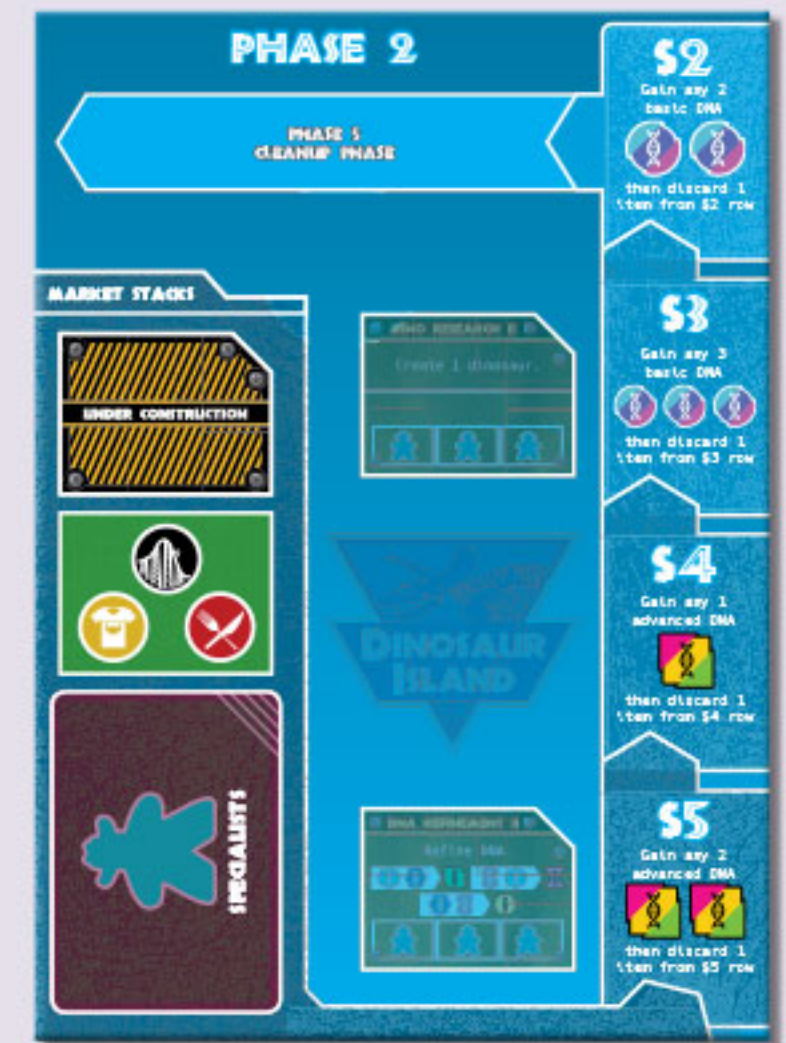 PHASE 2
PHASE 5
CLEANUP PHASE
$2
Gain any 2
basic DNA
then discard 1
item from $2 row
MARKET STACKS
UNDER CONSTRUCTION
Create 1 dinosaur.
$3
Gain any 3
basic DNA
then discard 1
item from $3 row
DINOSAUR
ISLAND
$4
Gain any 1
advanced DNA
then discard 1
item from $4 row
SPECIALISTS
Refine DNA
$5
Gain any 2
advanced DNA
then discard 1
item from $5 row